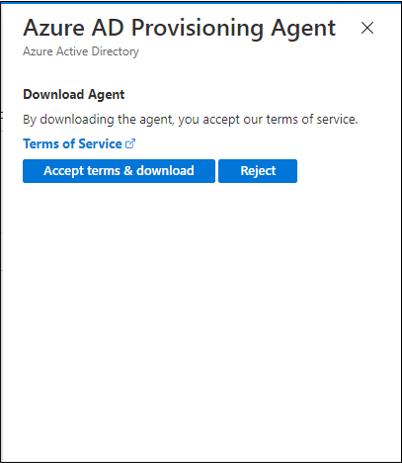 Azure AD Provisioning Agent
Azure Active Directory
Download Agent
By downloading the agent, you accept our terms of service.
Terms of Service
Accept terms & download Reject